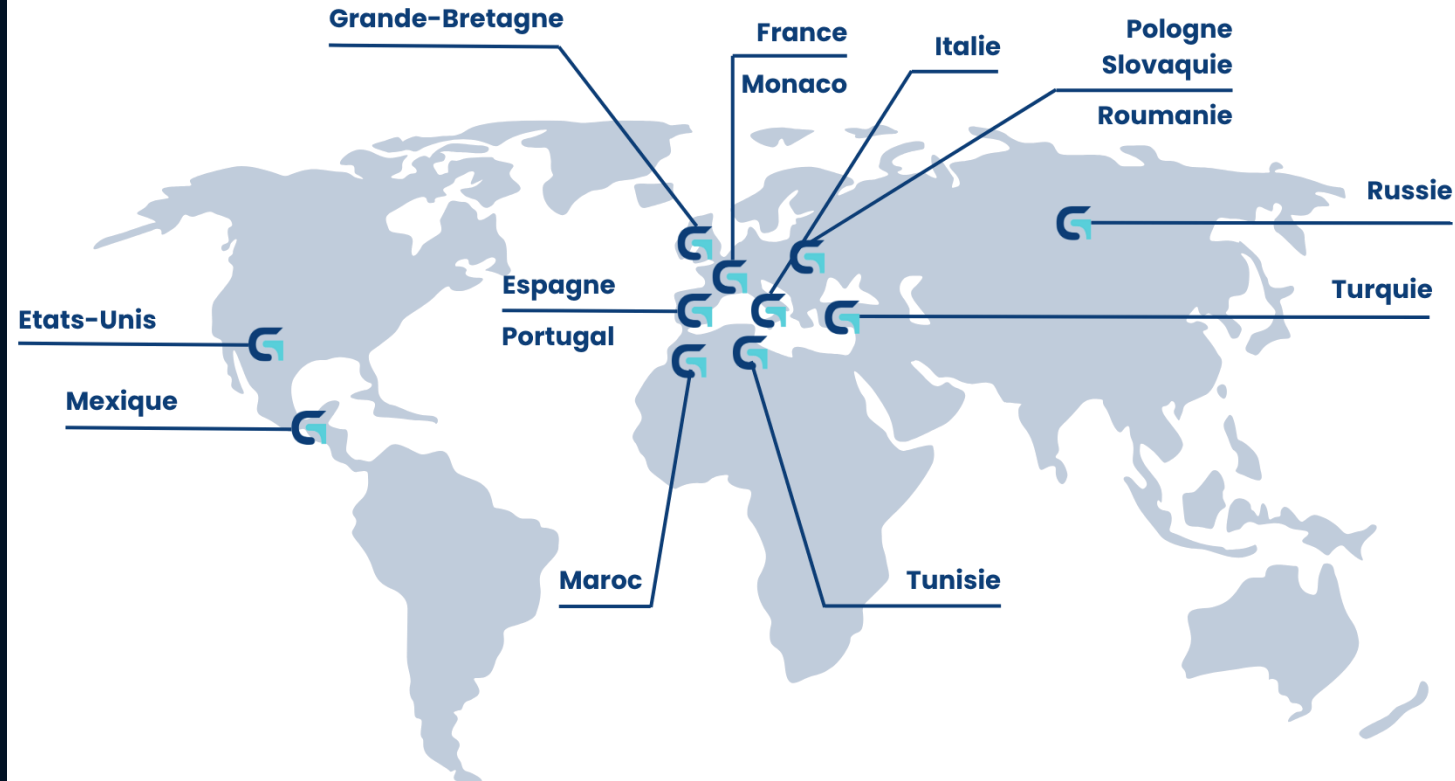 Grande-Bretagne
France
Monaco
Italie
Pologne
Slovaquie
Roumanie
Russie
Espagne
Portugal
Turquie
Etats-Unis
Mexique
Maroc
Tunisie